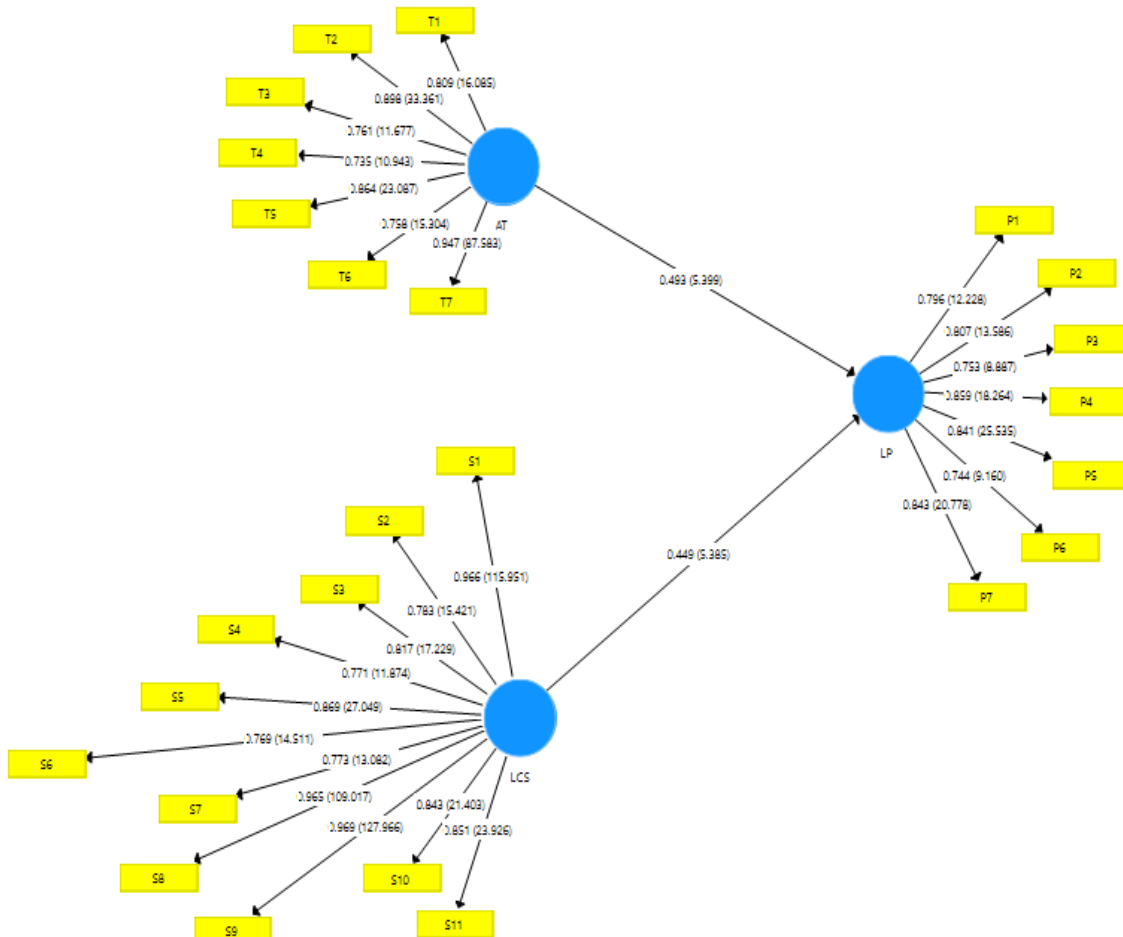 T1
T2
0.809 (16.085)
T3
0.898 (33.361)
0.761 (11.677)
T4
0.735 (10.943)
0.864 (23.087)
T5
0.758 (15.304)
AT
0.947 (87.583)
T6
T7
0.493 (5.399)
P1
P2
0.796 (12.228)
0.807 (13.586)
P3
0.753 (8.887)
0.859 (18.264)
P4
0.841 (25.535)
LP
0.744 (9.160)
P5
0.843 (20.778)
P6
P7
0.449 (5.385)
S1
S2
0.966 (115.951)
S3
0.783 (15.421)
S4
0.817 (17.229)
0.771 (11.874)
S5
0.869 (27.049)
0.769 (14.511)
S6
0.773 (13.082)
LCS
S7
0.965 (109.017)
0.843 (21.403)
0.969 (127.966)
0.851 (23.926)
S8
S10
S9
S11